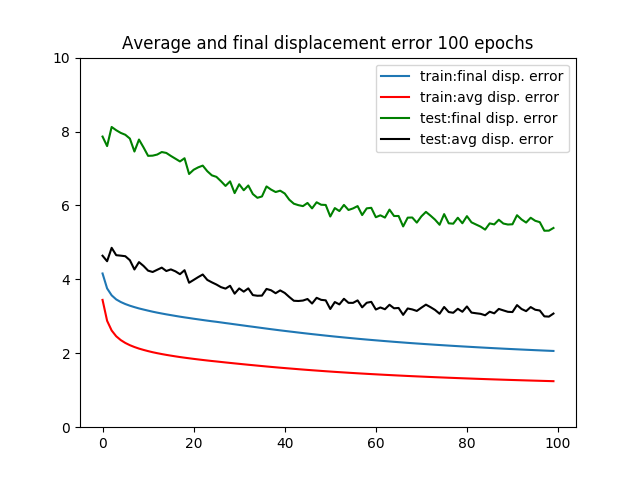 Average and final displacement error 100 epochs
10
8
6
4
2
0
train:final disp. error
train:avg disp. error
test:final disp. error
test:avg disp. error
0
20
40
60
80
100